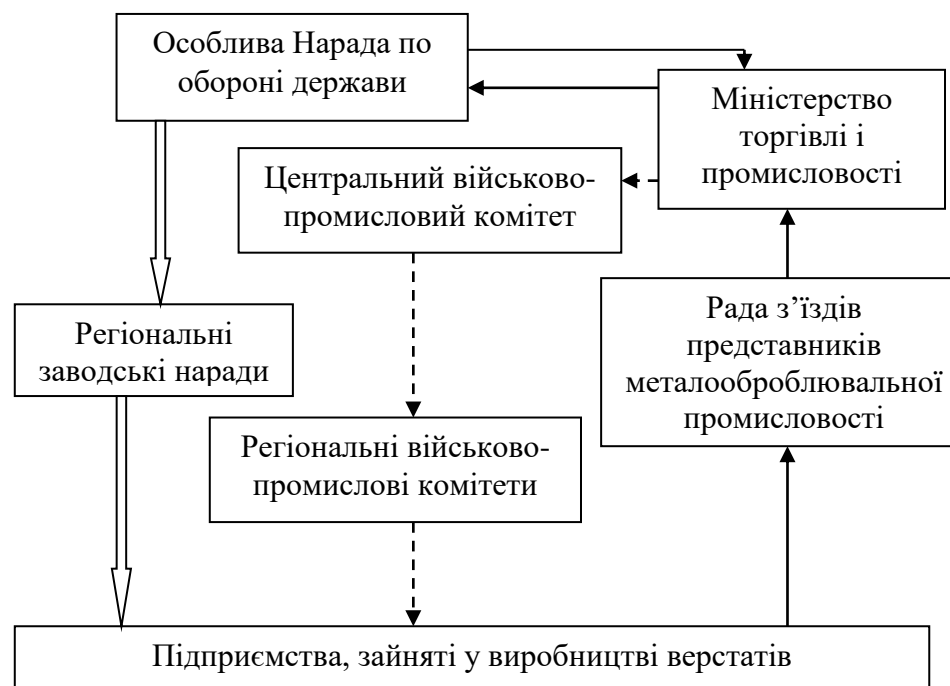 Особлива Нарада по
обороні держави
Міністерство
торгівлі і
промисловості
Центральний військово-
промисловий комітет
Регіональні
заводські наради
Рада з’їздів
представників
металооброблювальної
промисловості
Регіональні військово-
промислові комітети
Підприємства, зайняті у виробництві верстатів